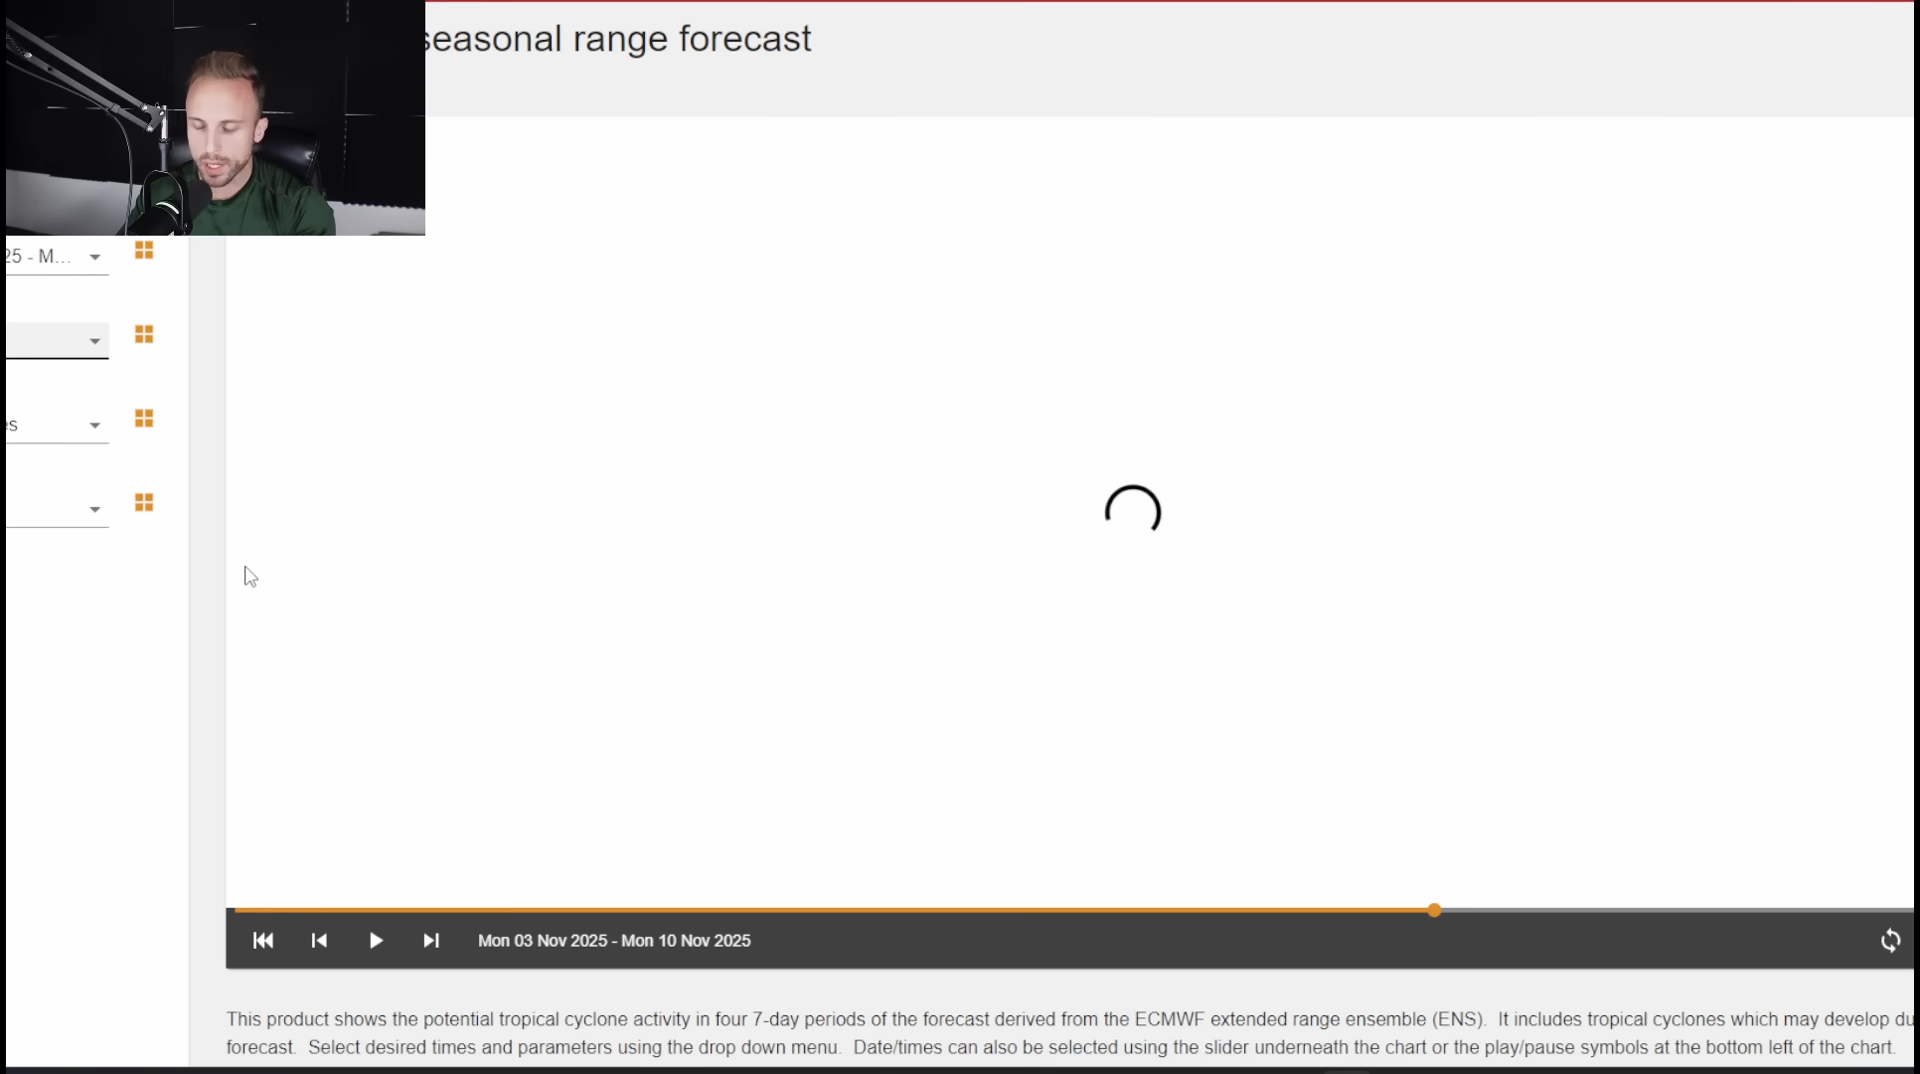 seasonal range forecast
25 - M...
es
Mon 03 Nov 2025 - Mon 10 Nov 2025
This product shows the potential tropical cyclone activity in four 7-day periods of the forecast derived from the ECMWF extended range ensemble (ENS). It includes tropical cyclones which may develop du
forecast. Select desired times and parameters using the drop down menu. Date/times can also be selected using the slider underneath the chart or the play/pause symbols at the bottom left of the chart.